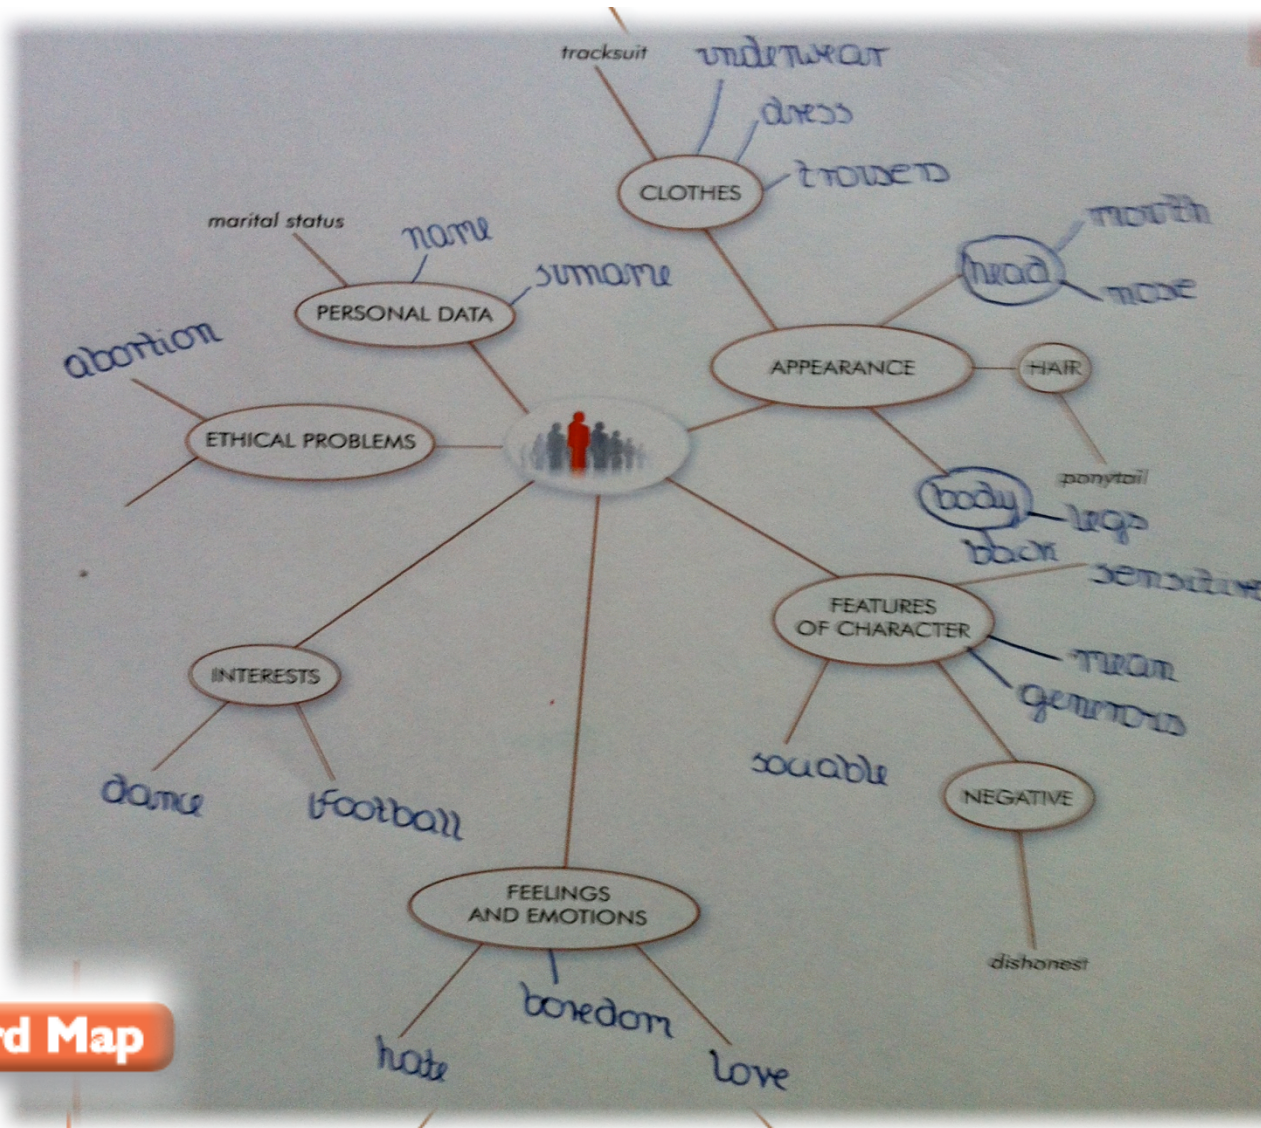 tracksuit
underwear
dress
trousers
CLOTHES
marital status
name
surname
PERSONAL DATA
mouth
head
nose
abortion
APPEARANCE
HAIR
ETHICAL PROBLEMS
ponytail
body
legs
back
sensitive
FEATURES
OF CHARACTER
mean
generous
INTERESTS
sociable
NEGATIVE
dance
football
FEELINGS
AND EMOTIONS
dishonest
boredom
hate
love
rd Map